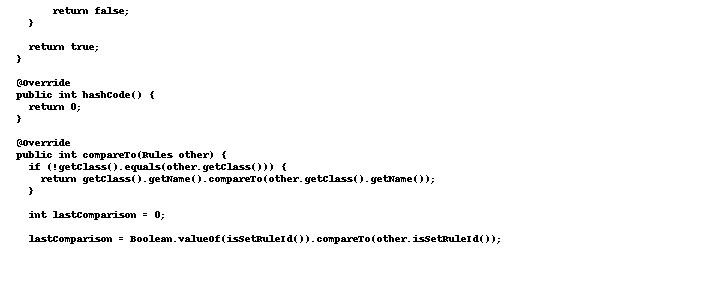 return false;
}
return true;
}
@Override
public int hashCode() {
return 0;
}
@Override
public int compareTo(Rules other) {
if (!getClass().equals(other.getClass())) {
return getClass().getName().compareTo(other.getClass().getName());
}
int lastComparison = 0;
lastComparison = Boolean.valueOf(isSetRuleId()).compareTo(other.isSetRuleId());